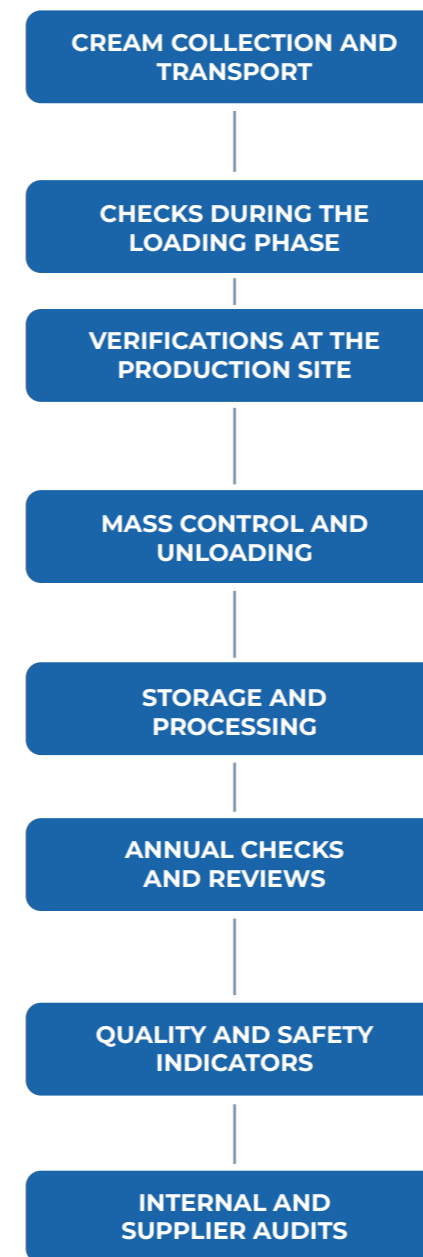 CREAM COLLECTION AND
TRANSPORT
CHECKS DURING THE
LOADING PHASE
VERIFICATIONS AT THE
PRODUCTION SITE
MASS CONTROL AND
UNLOADING
STORAGE AND
PROCESSING
ANNUAL CHECKS
AND REVIEWS
QUALITY AND SAFETY
INDICATORS
INTERNAL AND
SUPPLIER AUDITS